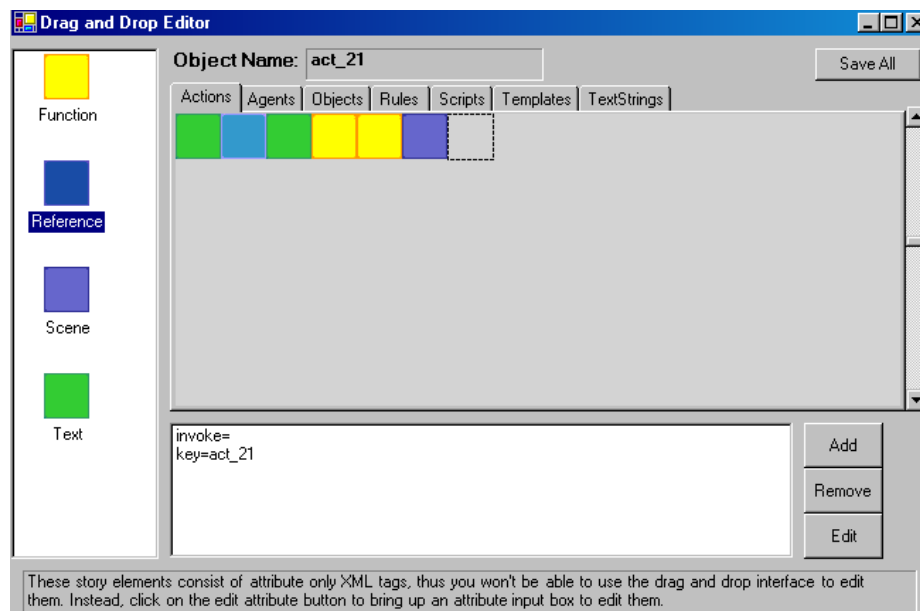 Drag and Drop Editor
Object Name: act_21
Save All
Actions Agents Objects Rules Scripts Templates TextStrings
Function
Reference
Scene
Text
invoke=
key=act_21
Add
Remove
Edit
These story elements consist of attribute only XML tags, thus you won't be able to use the drag and drop interface to edit
them. Instead, click on the edit attribute button to bring up an attribute input box to edit them.